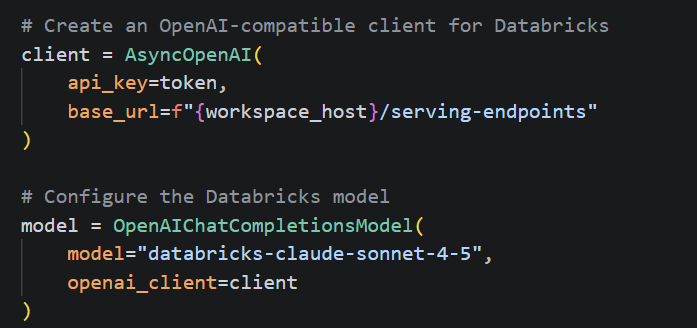 # Create an OpenAI-compatible client for Databricks
client = AsyncOpenAI(
    api_key=token,
    base_url=f"{workspace_host}/serving-endpoints"
)

# Configure the Databricks model
model = OpenAIChatCompletionsModel(
    model="databricks-claude-sonnet-4-5",
    openai_client=client
)